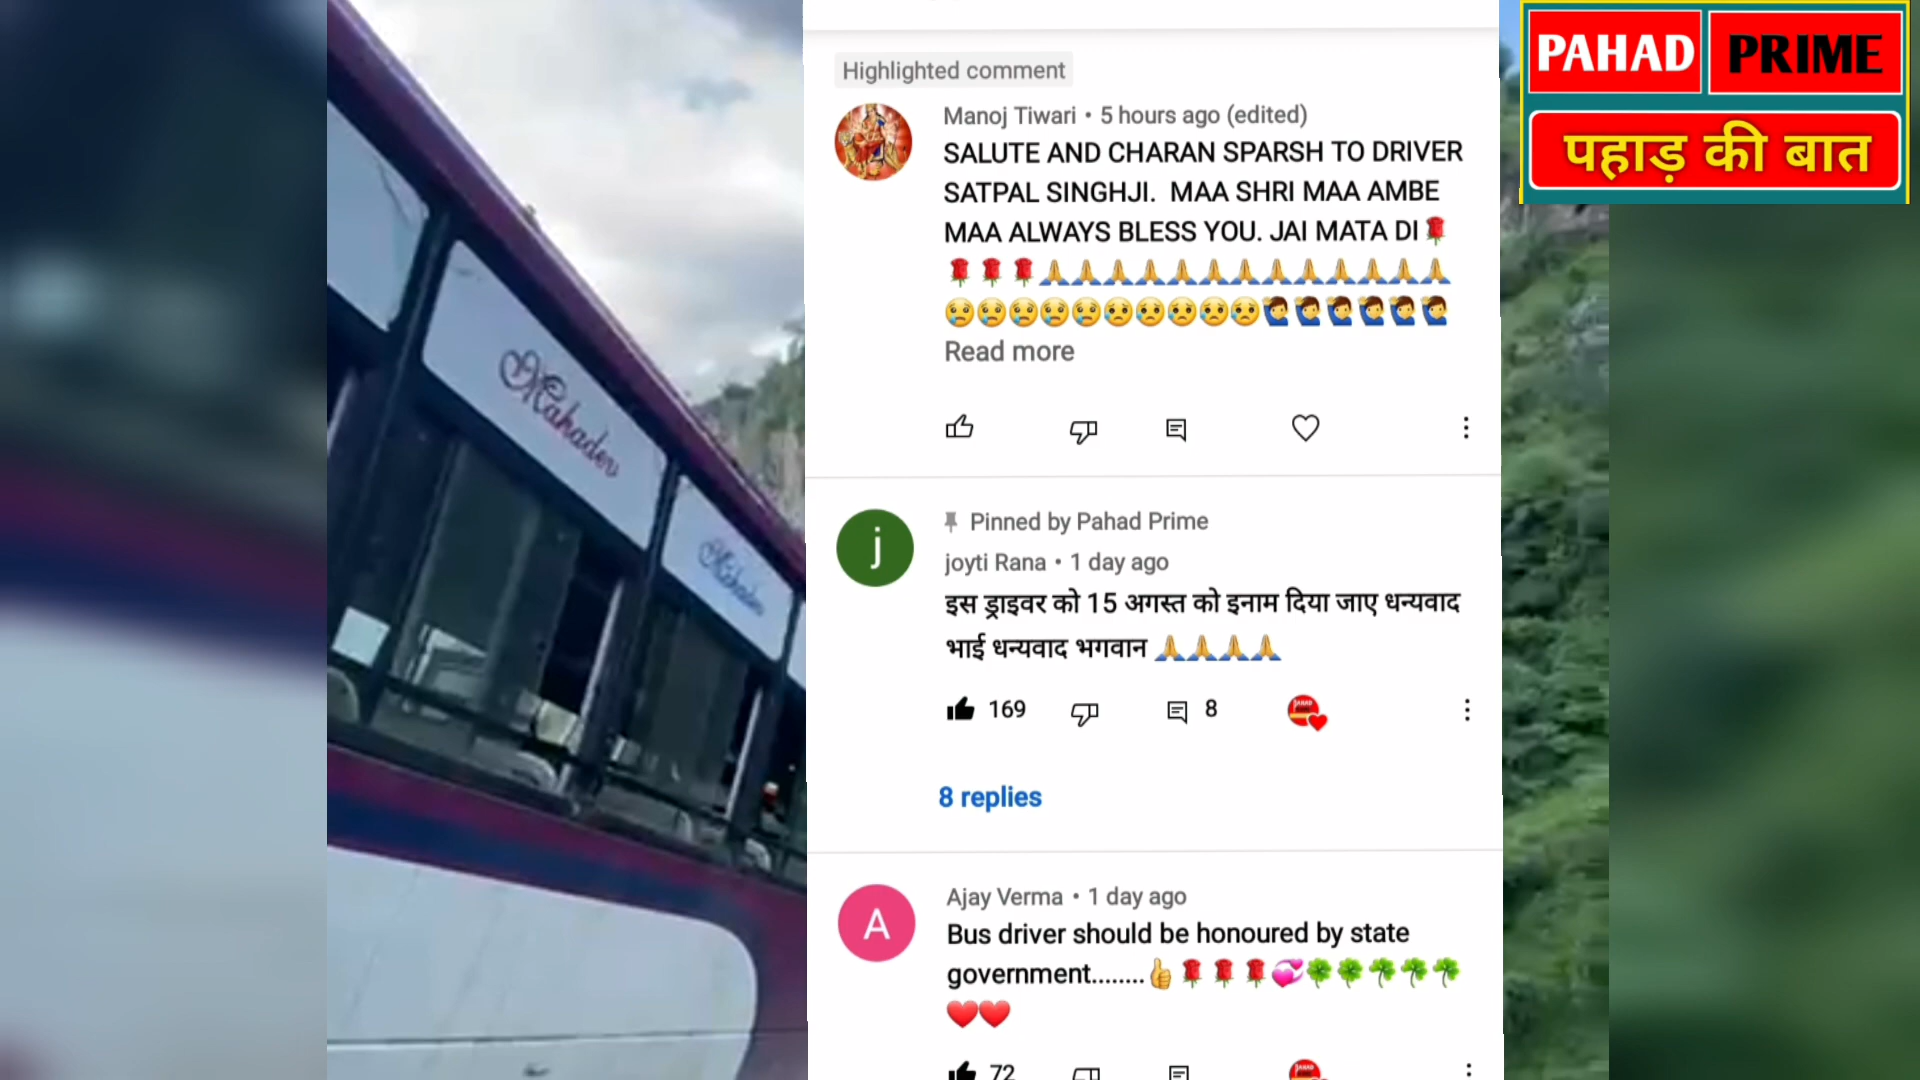 PAHAD PRIME
पहाड़ की बात
Mahadev
Mahadev
Highlighted comment
Manoj Tiwari • 5 hours ago (edited)
SALUTE AND CHARAN SPARSH TO DRIVER
SATPAL SINGHJI. MAA SHRI MAA AMBE
MAA ALWAYS BLESS YOU. JAI MATA DI🌹
🌹🌹🌹🙏🙏🙏🙏🙏🙏🙏🙏🙏🙏🙏🙏🙏
😢😢😢😢😢😢😢😢😢😢🙋‍♂️🙋‍♂️🙋‍♂️🙋‍♂️🙋‍♂️🙋‍♂️
Read more
j
Pinned by Pahad Prime
joyti Rana • 1 day ago
इस ड्राइवर को 15 अगस्त को इनाम दिया जाए धन्यवाद
भाई धन्यवाद भगवान 🙏🙏🙏🙏
169 8
8 replies
A
Ajay Verma • 1 day ago
Bus driver should be honoured by state
government........👍🌹🌹🌹💞🍀🍀☘️☘️☘️
❤️❤️
72